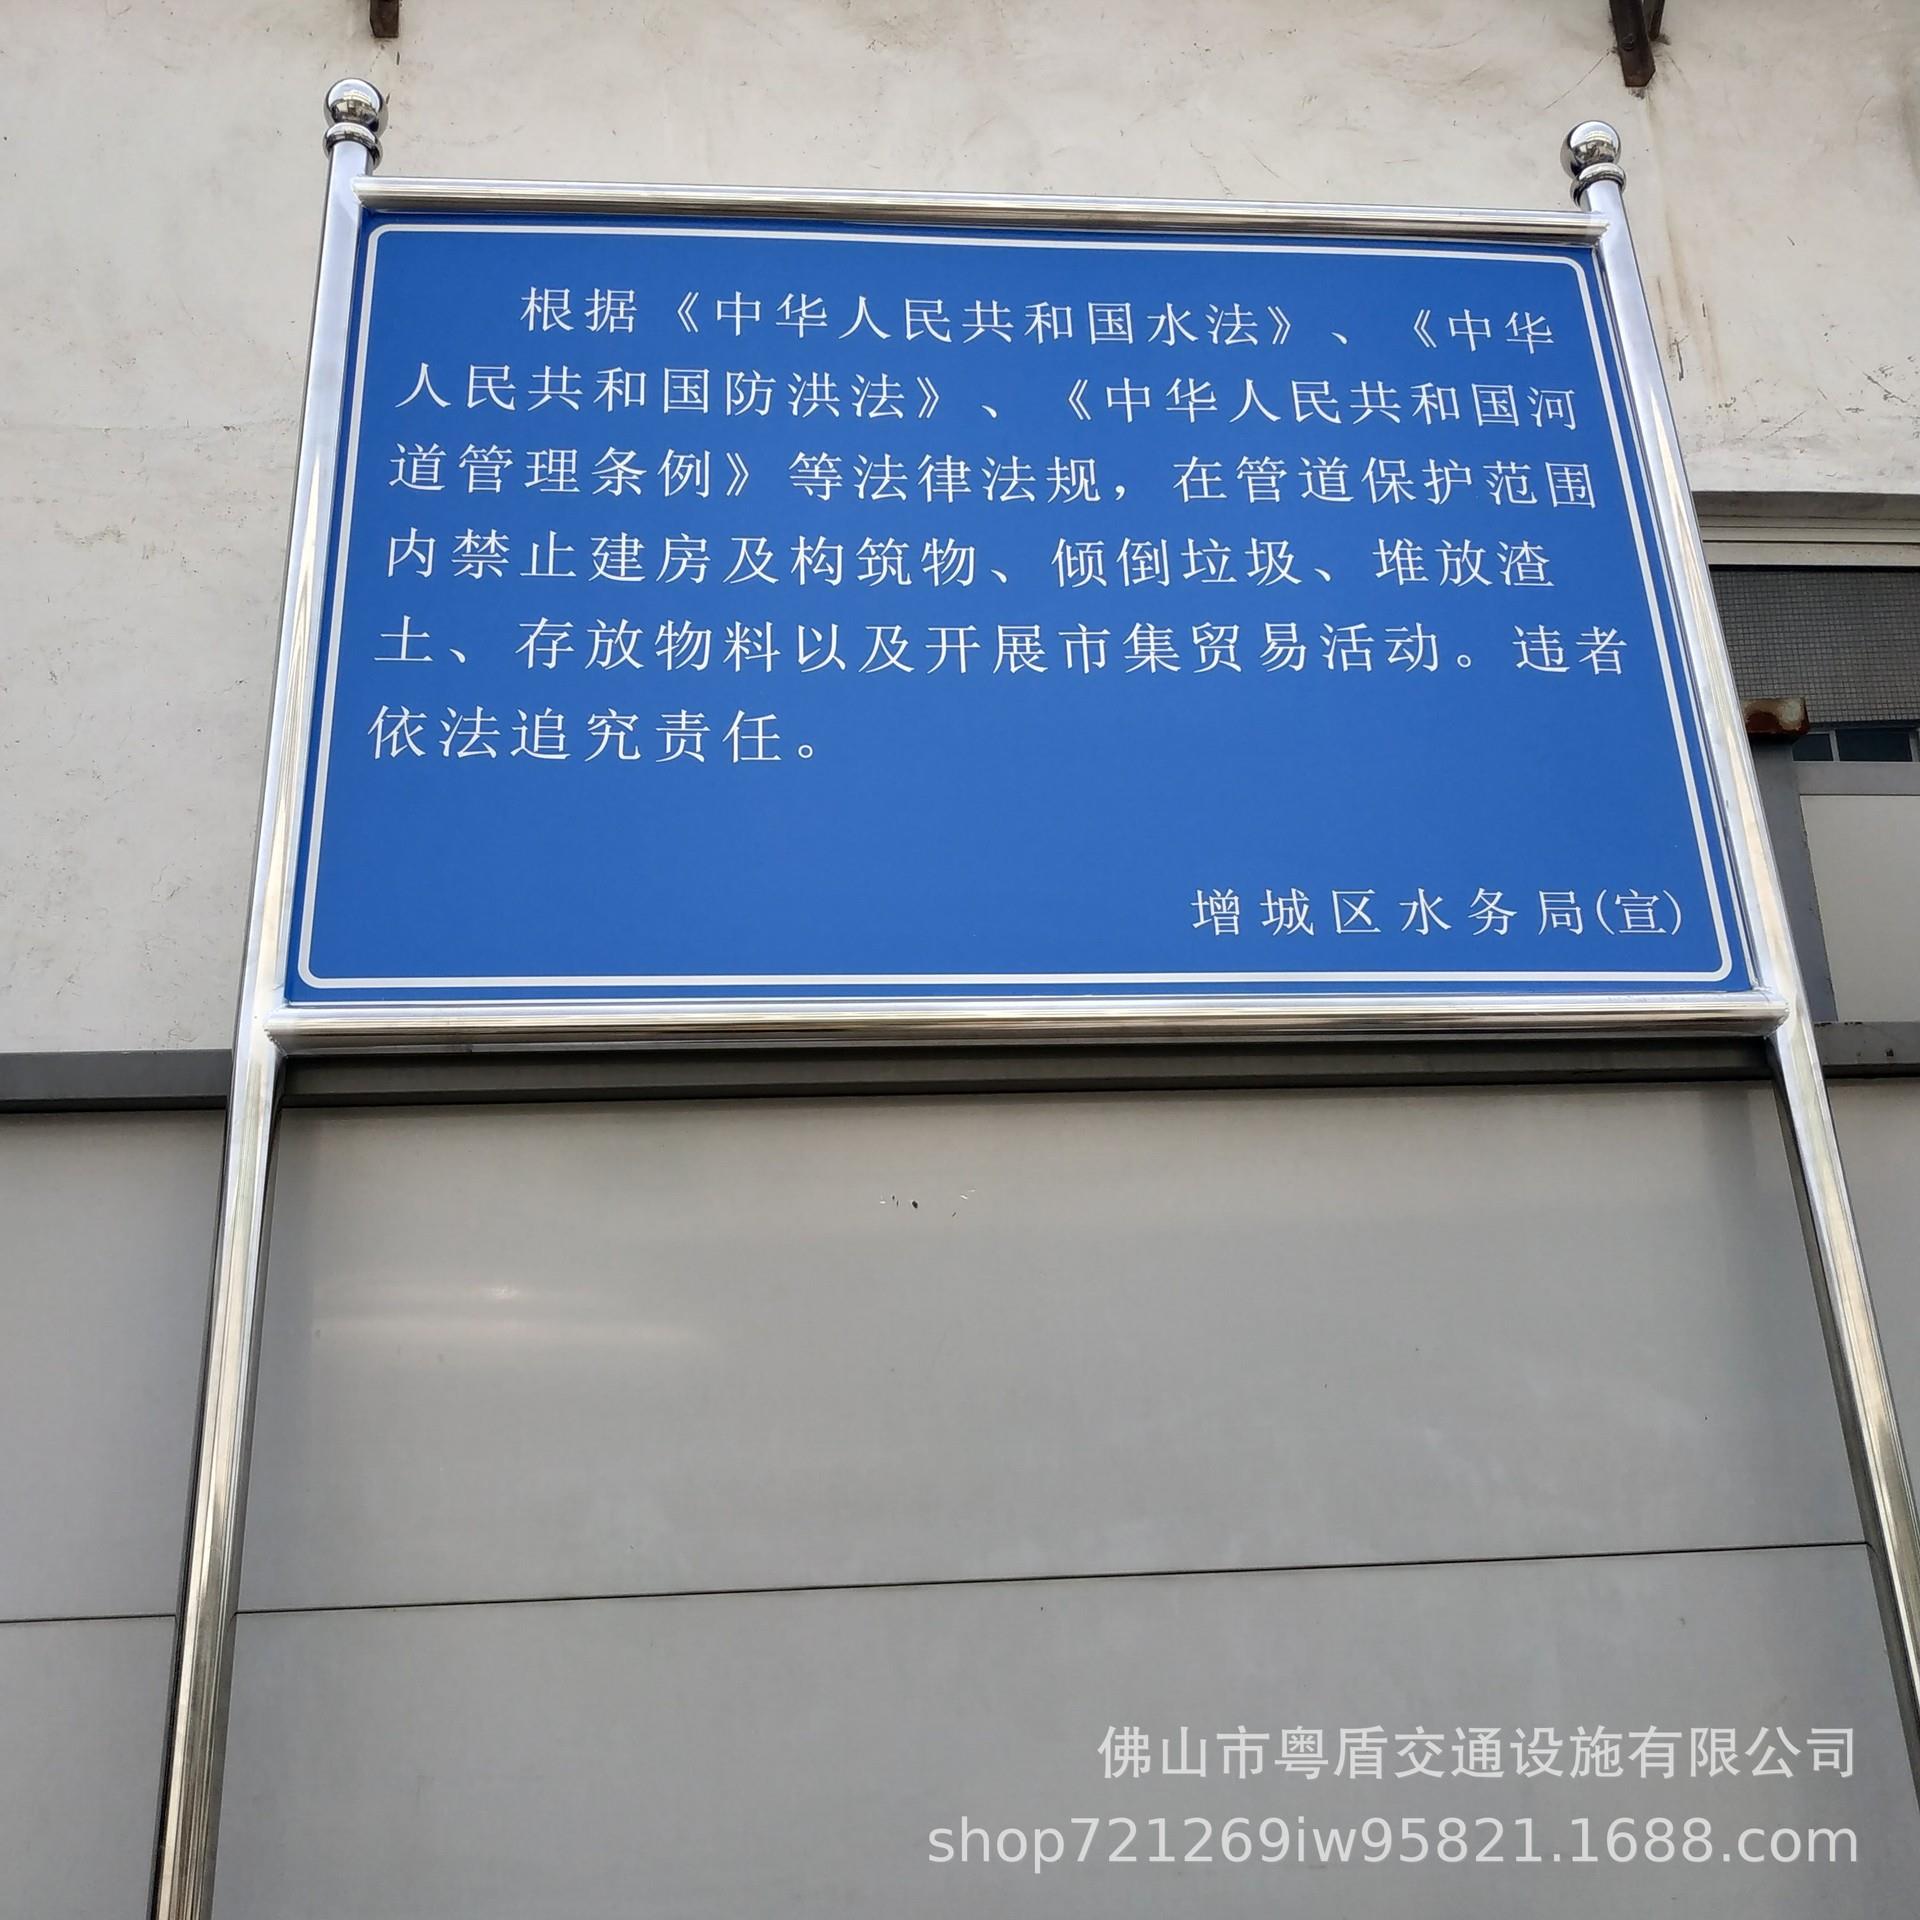 根据《中华人民共和国水法》、《中华
人民共和国防洪法》、《中华人民共和国河
道管理条例》等法律法规，在管道保护范围
内禁止建房及构筑物、倾倒垃圾、堆放渣
土、存放物料以及开展市集贸易活动。违者
依法追究责任。
增城区水务局(宣)
佛山市粤盾交通设施有限公司
shop721269iw95821.1688.com